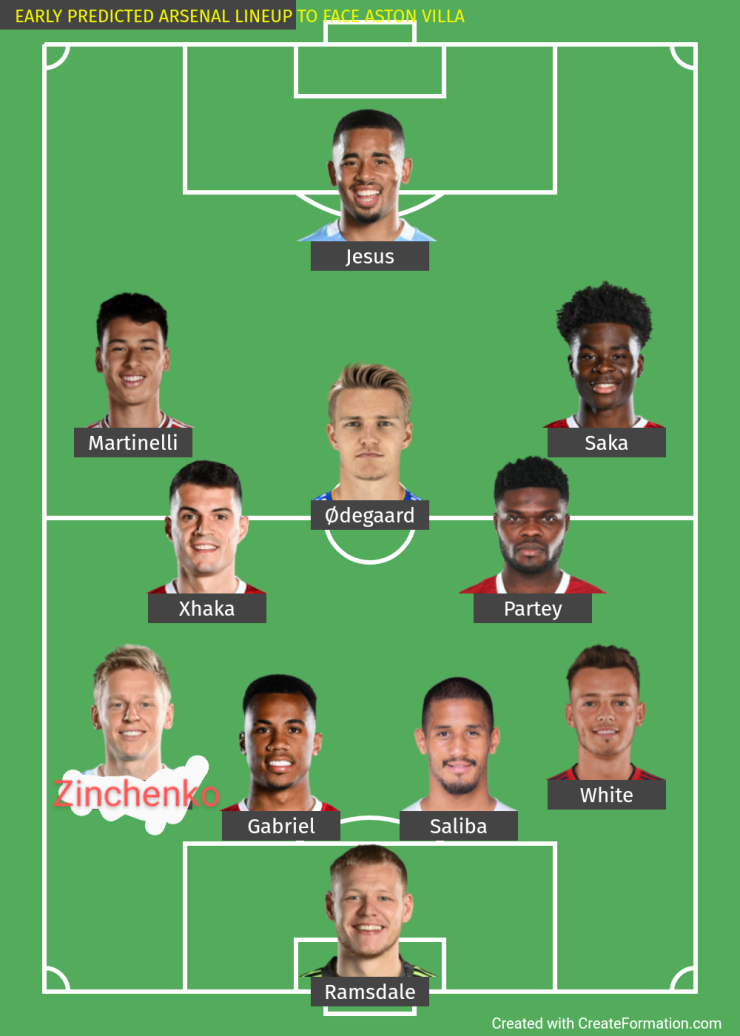 EARLY PREDICTED ARSENAL LINEUP TO FACE ASTON VILLA
Jesus
Martinelli
Saka
Ødegaard
Xhaka
Partey
Zinchenko
White
Gabriel
Saliba
Ramsdale
Created with CreateFormation.com